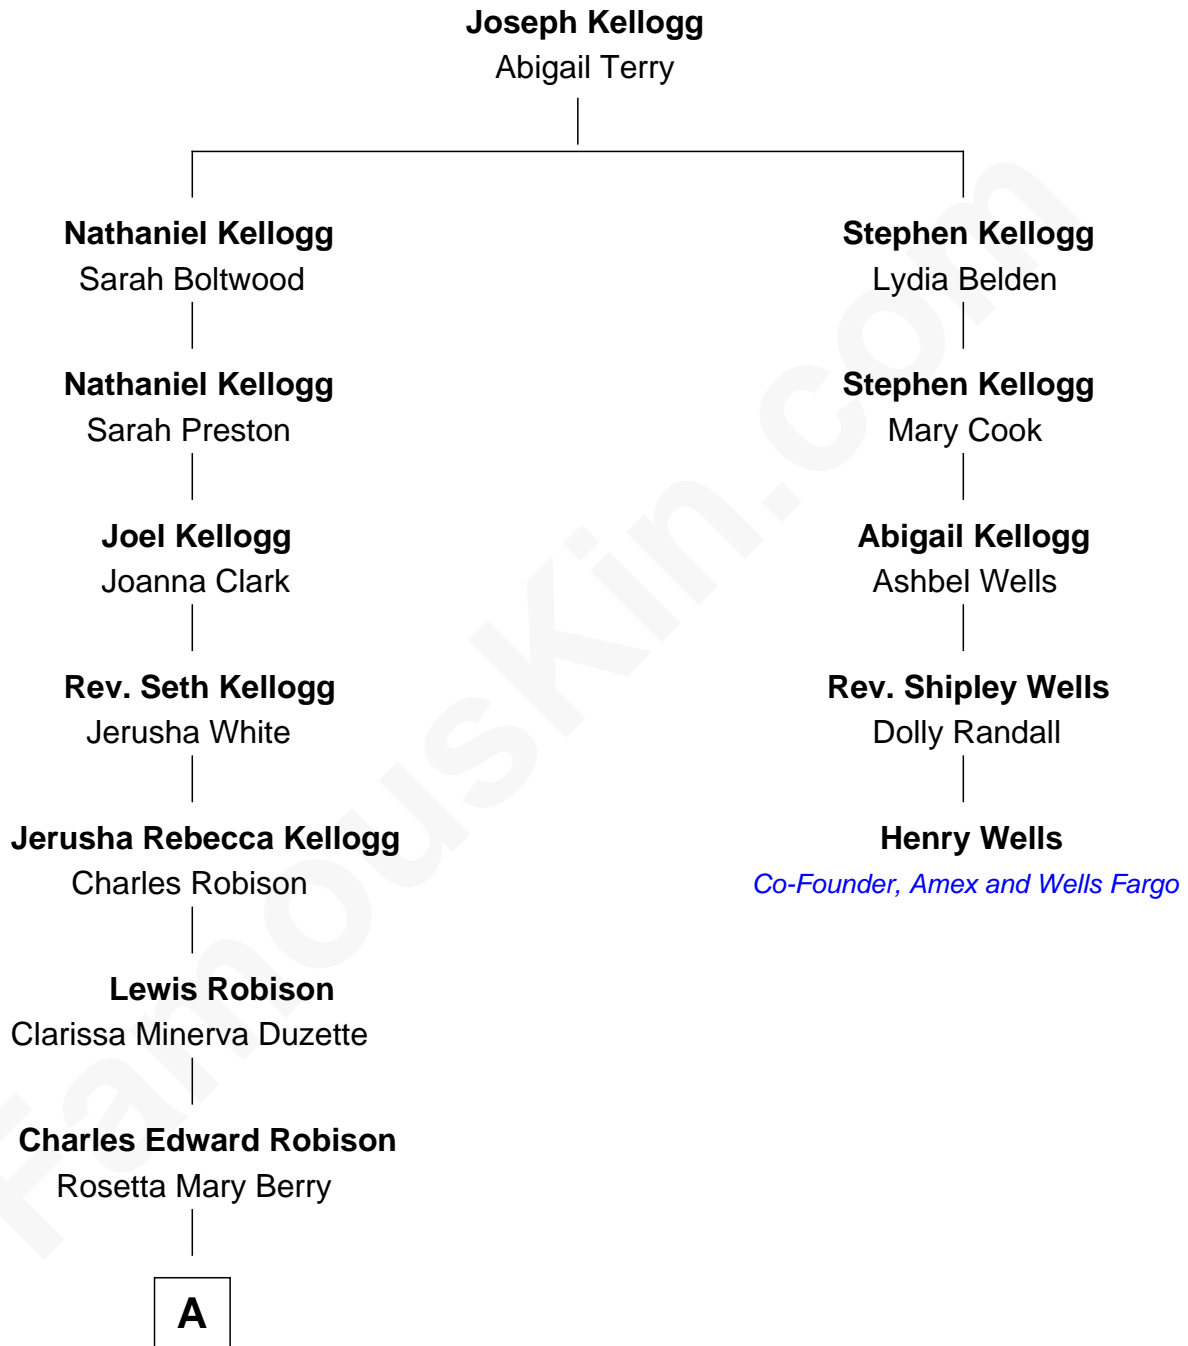 Joseph Kellogg
Abigail Terry
Nathaniel Kellogg
Sarah Boltwood
Stephen Kellogg
Lydia Belden
Nathaniel Kellogg
Sarah Preston
Stephen Kellogg
Mary Cook
Joel Kellogg
Joanna Clark
Abigail Kellogg
Ashbel Wells
Rev. Seth Kellogg
Jerusha White
Rev. Shipley Wells
Dolly Randall
Jerusha Rebecca Kellogg
Charles Robison
Henry Wells
Co-Founder, Amex and Wells Fargo
Lewis Robison
Clarissa Minerva Duzette
Charles Edward Robison
Rosetta Mary Berry
A
FamousKin.com